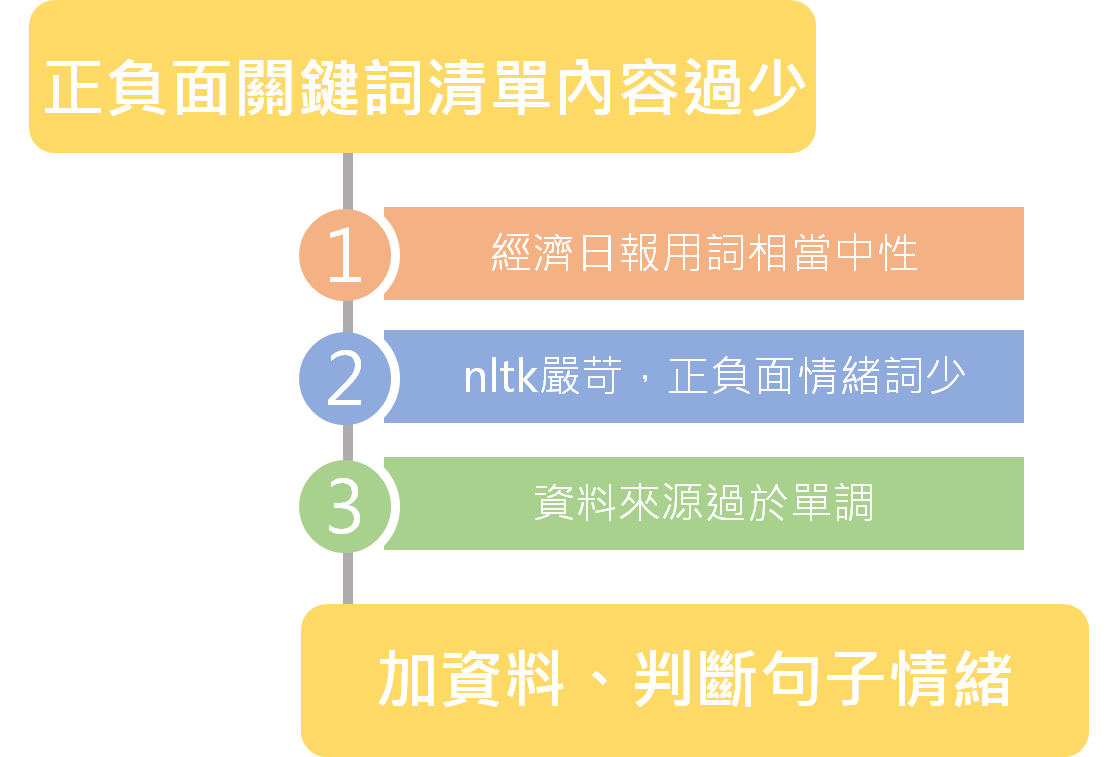 正負面關鍵詞清單內容過少
1
經濟日報用詞相當中性
2
nltk嚴苛，正負面情緒詞少
3
資料來源過於單調
加資料、判斷句子情緒